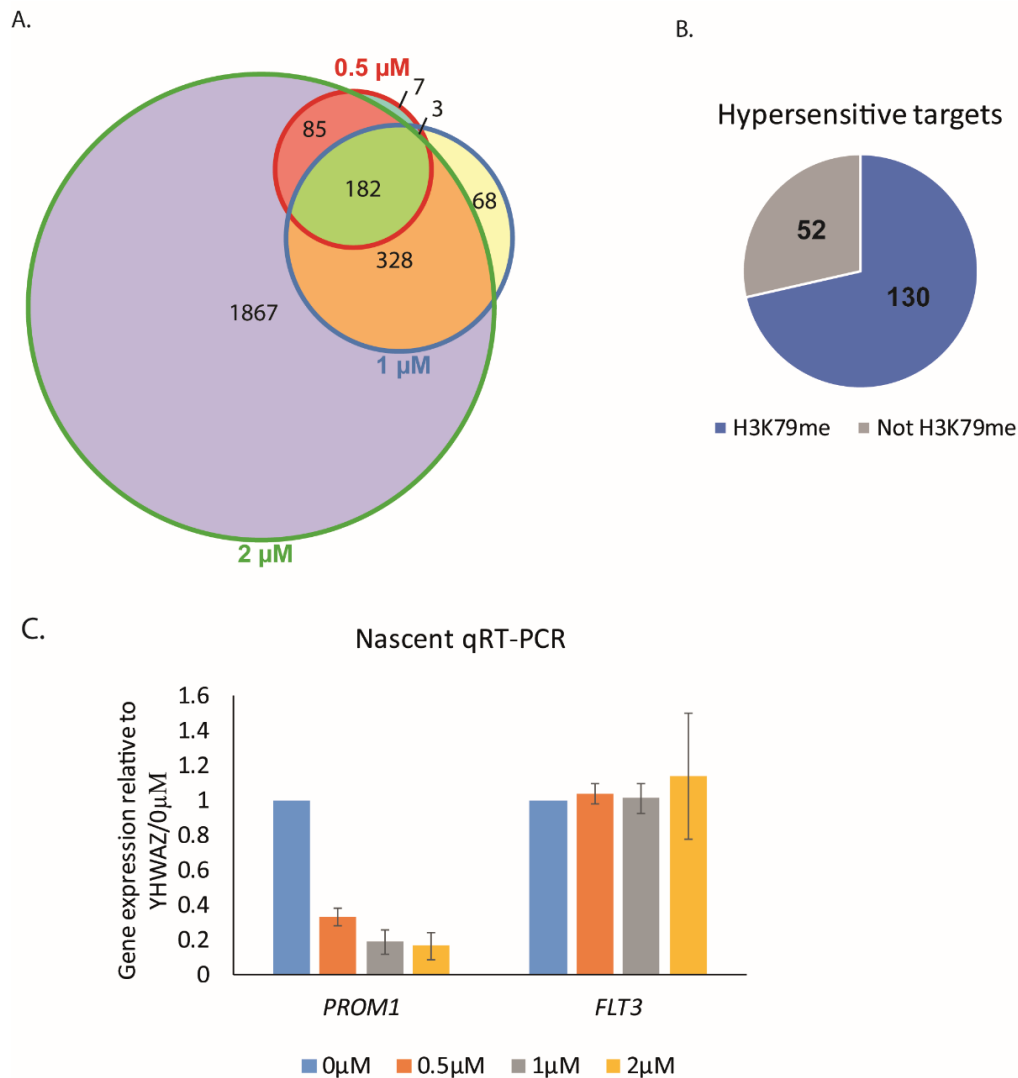 A.
0.5 µM
7
3
85
182
68
328
1867
1 µM
2 µM
B.
Hypersensitive targets
52
130
H3K79me
Not H3K79me
C.
Nascent qRT-PCR
Gene expression relative to
YHWAZ/0µM
1.6
1.4
1.2
1
0.8
0.6
0.4
0.2
0
PROM1
FLT3
0µM
0.5µM
1µM
2µM